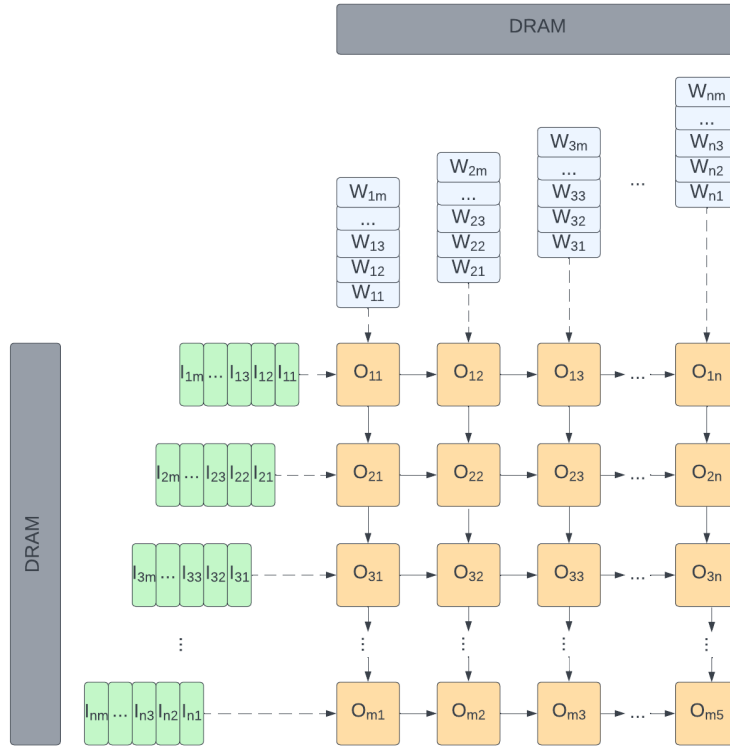 DRAM
W1m
...
W13
W12
W11
W2m
...
W23
W22
W21
W3m
...
W33
W32
W31
...
Wnm
...
Wn3
Wn2
Wn1
DRAM
I1m ... I13 I12 I11
O11 O12 O13 ... O1n
I2m ... I23 I22 I21
O21 O22 O23 ... O2n
I3m ... I33 I32 I31
O31 O32 O33 ... O3n
... ... ... ... ...
Inm ... In3 In2 In1
Om1 Om2 Om3 ... Om5